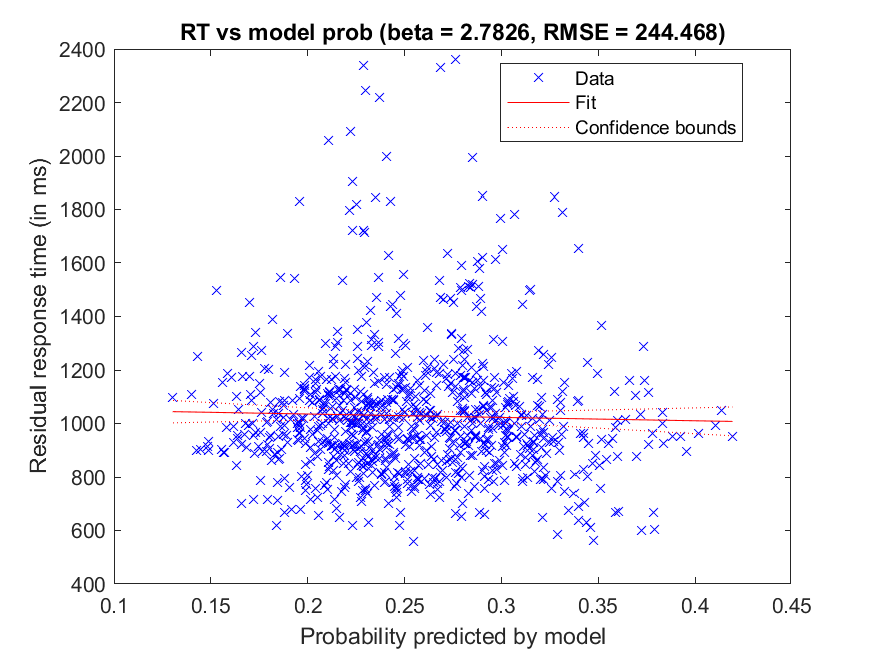 RT vs model prob (beta = 2.7826, RMSE = 244.468)
2400
2200
2000
1800
1600
1400
1200
1000
800
600
400
Residual response time (in ms)
Data
Fit
Confidence bounds
0.1 0.15 0.2 0.25 0.3 0.35 0.4 0.45
Probability predicted by model